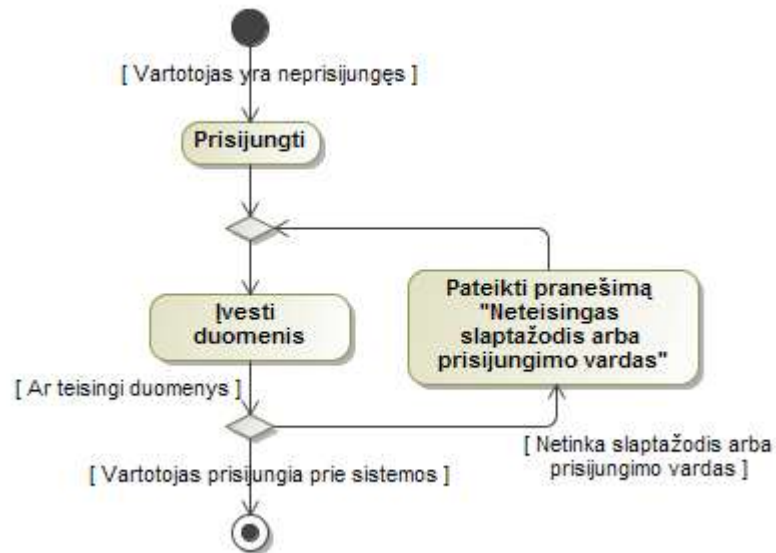 [ Vartotojas yra neprisijungęs ]
Prisijungti
Įvesti
duomenis
Pateikti pranešimą
"Neteisingas
slaptažodis arba
prisijungimo vardas"
[ Ar teisingi duomenys ]
[ Netinka slaptažodis arba
prisijungimo vardas ]
[ Vartotojas prisijungia prie sistemos ]